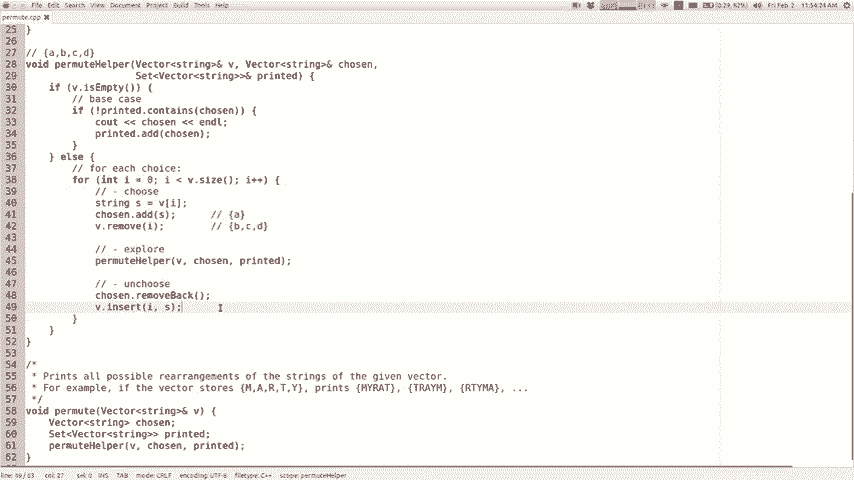 File Edit Search View Document Project Build Tools Help
(0:29, 82%) Fri Feb 2 11:54:24 AM
permute.cpp
25 }
26
27 // {a,b,c,d}
28 void permuteHelper(Vector<string>& v, Vector<string>& chosen,
29 Set<Vector<string>>& printed) {
30 if (v.isEmpty()) {
31 // base case
32 if (!printed.contains(chosen)) {
33 cout << chosen << endl;
34 printed.add(chosen);
35 }
36 } else {
37 // for each choice:
38 for (int i = 0; i < v.size(); i++) {
39 // - choose
40 string s = v[i];
41 chosen.add(s); // {a}
42 v.remove(i); // {b,c,d}
43
44 // - explore
45 permuteHelper(v, chosen, printed);
46
47 // - unchoose
48 chosen.removeBack();
49 v.insert(i, s);
50 }
51 }
52 }
53
54 /*
55 * Prints all possible rearrangements of the strings of the given vector.
56 * For example, if the vector stores {M,A,R,T,Y}, prints {MYRAT}, {TRAYM}, {RTYMA}, ...
57 */
58 void permute(Vector<string>& v) {
59 Vector<string> chosen;
60 Set<Vector<string>> printed;
61 permuteHelper(v, chosen, printed);
62 }
line: 49 / 63 col: 27 sel: 0 INS TAB mode: CRLF encoding: UTF-8 filetype: C++ scope: permuteHelper